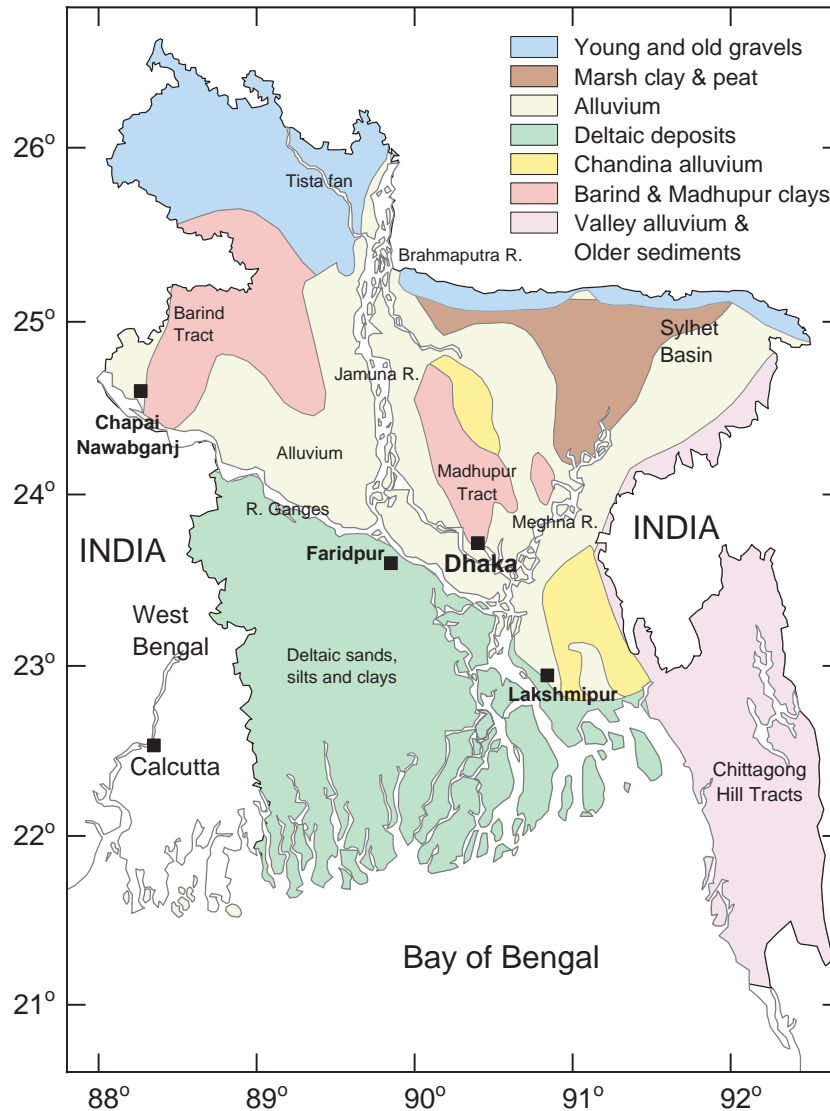 Young and old gravels
Marsh clay & peat
Alluvium
Deltaic deposits
Chandina alluvium
Barind & Madhupur clays
Valley alluvium &
Older sediments
26°
25°
24°
23°
22°
21°
Tista fan
Brahmaputra R.
Barind
Tract
Sylhet
Basin
Jamuna R.
Chapai
Nawabganj
Alluvium
Madhupur
Tract
R. Ganges
Meghna R.
INDIA
INDIA
Faridpur
Dhaka
West
Bengal
Deltaic sands,
silts and clays
Lakshmipur
Calcutta
Chittagong
Hill Tracts
Bay of Bengal
88°
89°
90°
91°
92°